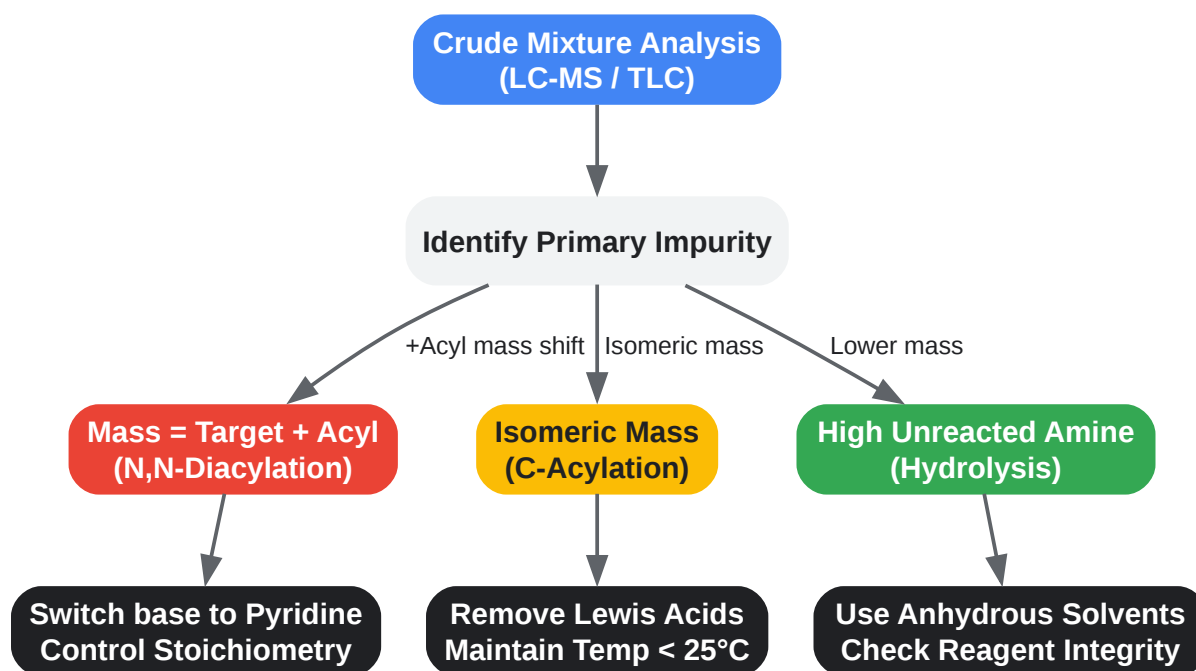 Crude Mixture Analysis
(LC-MS / TLC)
Identify Primary Impurity
+Acyl mass shift
Isomeric mass
Lower mass
Mass = Target + Acyl
(N,N-Diacylation)
Isomeric Mass
(C-Acylation)
High Unreacted Amine
(Hydrolysis)
Switch base to Pyridine
Control Stoichiometry
Remove Lewis Acids
Maintain Temp < 25°C
Use Anhydrous Solvents
Check Reagent Integrity